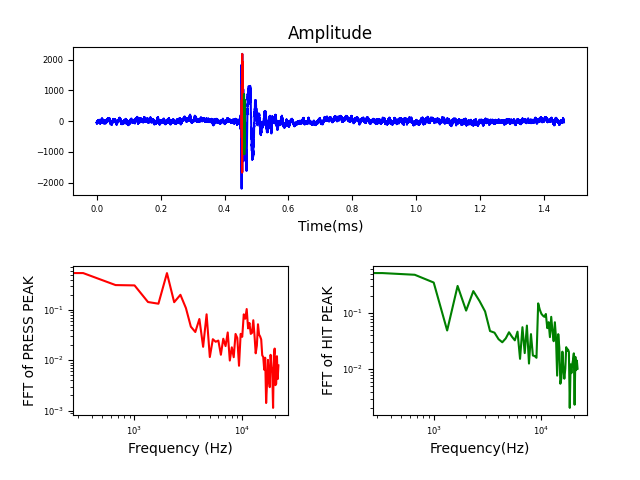 Amplitude
2000
1000
0
−1000
−2000
0.0 0.2 0.4 0.6 0.8 1.0 1.2 1.4
Time(ms)
FFT of PRESS PEAK
10⁻¹
10⁻²
10⁻³
10³ 10⁴
Frequency (Hz)
FFT of HIT PEAK
10⁻¹
10⁻²
10³ 10⁴
Frequency(Hz)